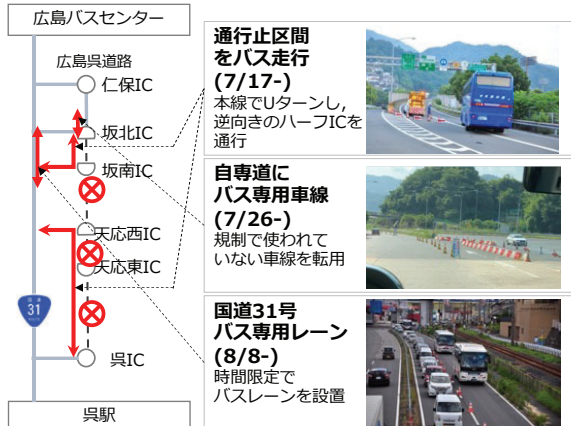 広島バスセンター
広島呉道路
仁保IC
坂北IC
坂南IC
天応西IC
天応東IC
31
呉IC
呉駅
通行止区間
をバス走行
(7/17-)
本線でUターンし,
逆向きのハーフICを
通行
自専道に
バス専用車線
(7/26-)
規制で使われて
いない車線を転用
国道31号
バス専用レーン
(8/8-)
時間限定で
バスレーンを設置